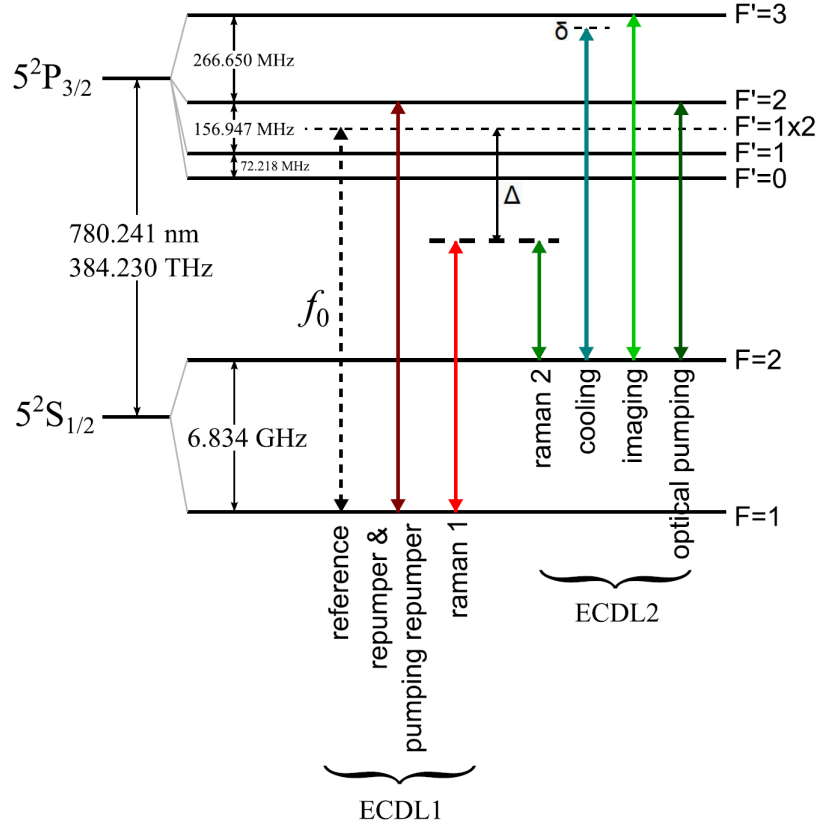 F'=3
δ
266.650 MHz
5²P₃/₂
F'=2
156.947 MHz
F'=1x2
F'=1
72.218 MHz
F'=0
Δ
780.241 nm
384.230 THz
f₀
F=2
5²S₁/₂
6.834 GHz
F=1
raman 2
cooling
imaging
optical pumping
reference
repumper &
pumping repumper
raman 1
ECDL2
ECDL1